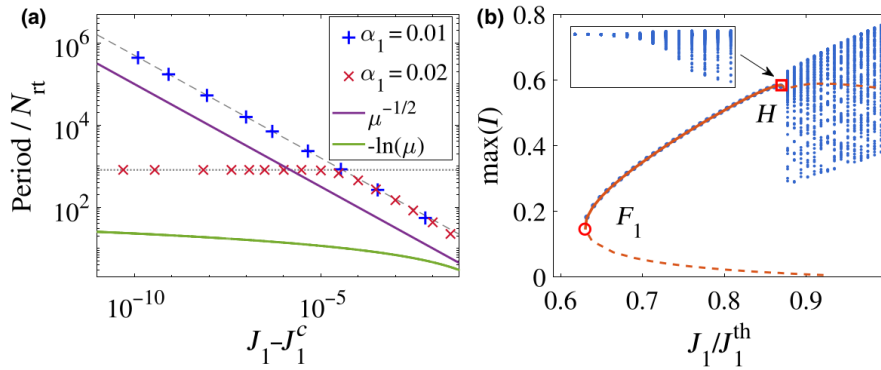 (a)
10^6
10^4
10^2
Period / N_rt
α_1 = 0.01
α_1 = 0.02
μ^{-1/2}
-ln(μ)
10^{-10}
10^{-5}
J_1–J_1^c
(b)
0.6
0.4
0.2
0
max(I)
H
F_1
0.6
0.7
0.8
0.9
J_1/J_1^th